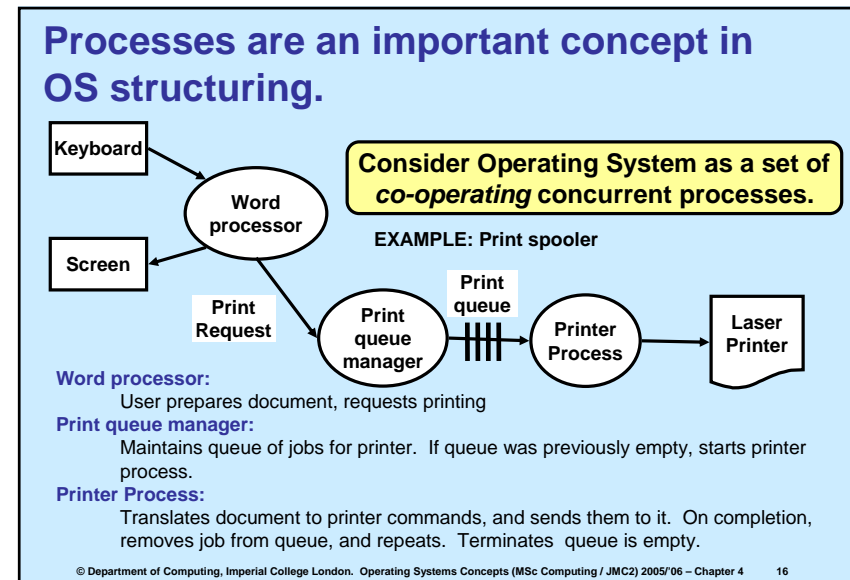 Processes are an important concept in
OS structuring.
Keyboard
Consider Operating System as a set of
co-operating concurrent processes.
Word
processor
EXAMPLE: Print spooler
Screen
Print
Request
Print
queue
manager
Print
queue
Printer
Process
Laser
Printer
Word processor:
User prepares document, requests printing
Print queue manager:
Maintains queue of jobs for printer. If queue was previously empty, starts printer
process.
Printer Process:
Translates document to printer commands, and sends them to it. On completion,
removes job from queue, and repeats. Terminates queue is empty.
© Department of Computing, Imperial College London. Operating Systems Concepts (MSc Computing / JMC2) 2005/'06 – Chapter 4 16